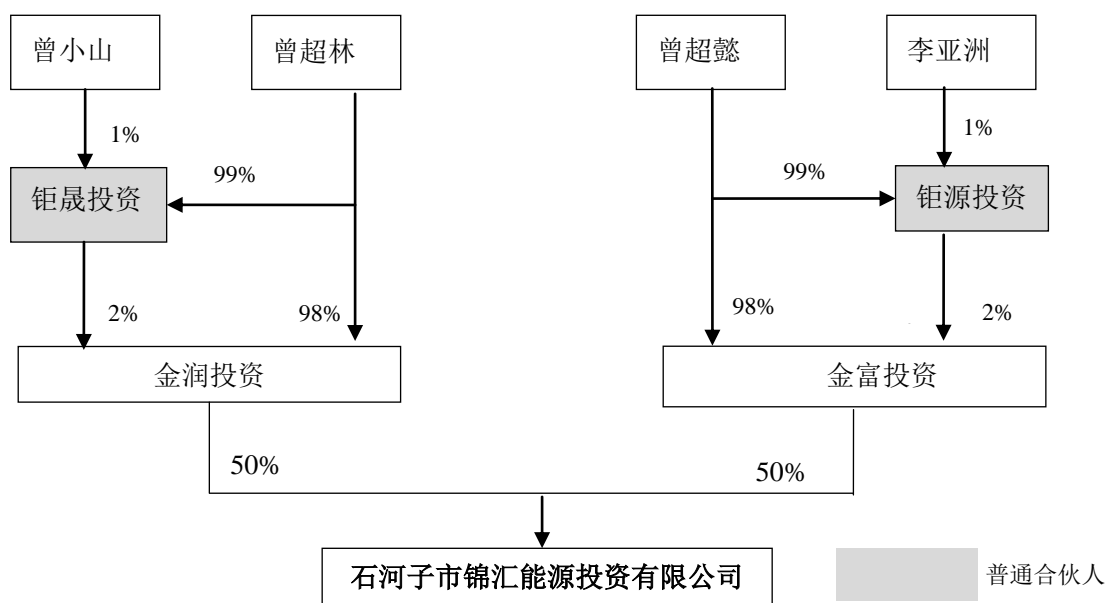 曾小山
曾超林
曾超懿
李亚洲
1%
1%
99%
99%
钜晟投资
钜源投资
2%
98%
98%
2%
金润投资
金富投资
50%
50%
石河子市锦汇能源投资有限公司
普通合伙人